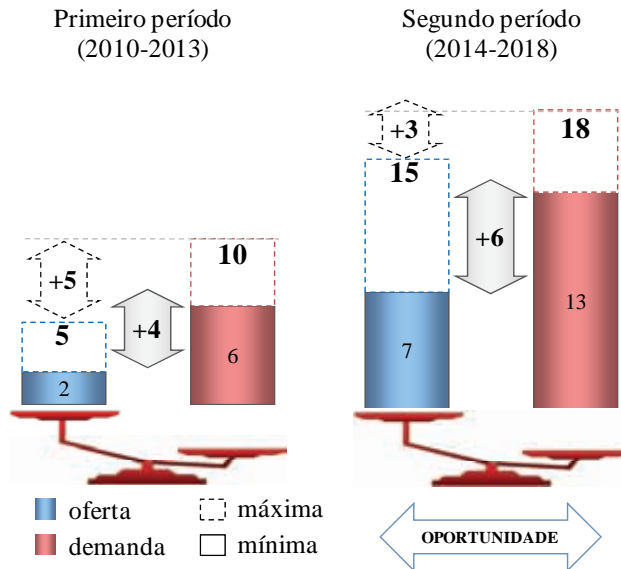 Primeiro período
(2010-2013)
Segundo período
(2014-2018)
+3
18
15
+6
13
7
10
+5
5
+4
6
2
oferta
máxima
demanda
mínima
OPORTUNIDADE